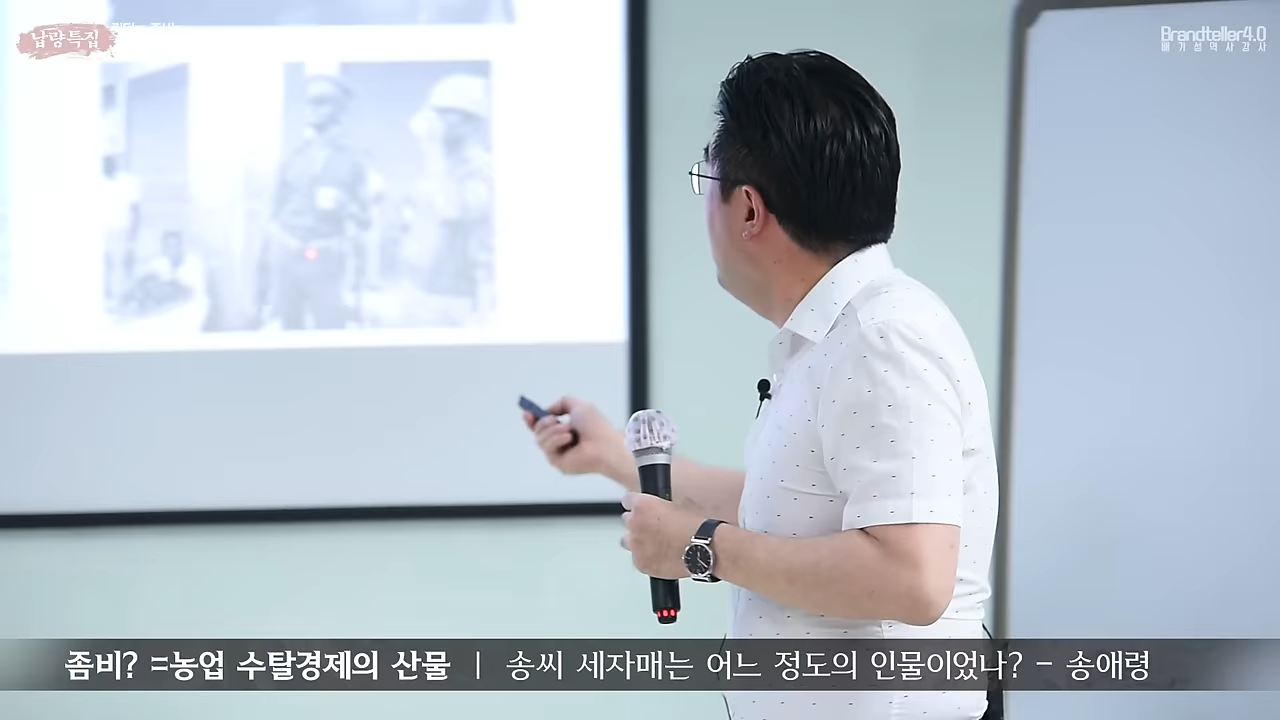 납량특집
Brandteller4.0
배기성역사강사
좀비? =농업 수탈경제의 산물 | 송씨 세자매는 어느 정도의 인물이었나? - 송애령